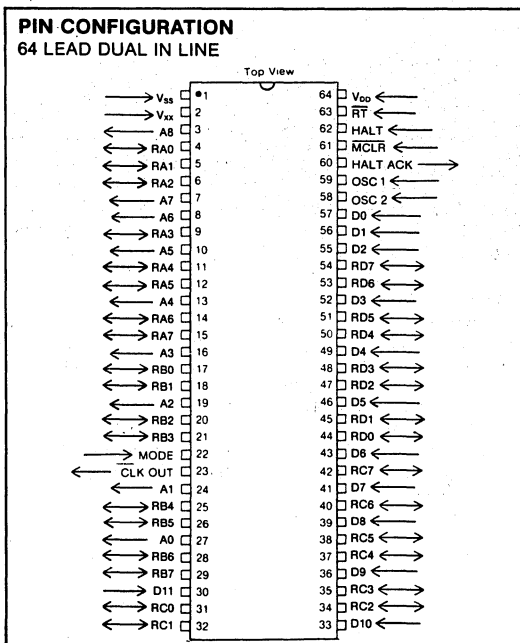 PIN CONFIGURATION
64 LEAD DUAL IN LINE
Top View
Vss 1 64 VDD
Vxx 2 63 RT
A8 3 62 HALT
RA0 4 61 MCLR
RA1 5 60 HALT ACK
RA2 6 59 OSC 1
A7 7 58 OSC 2
A6 8 57 D0
RA3 9 56 D1
A5 10 55 D2
RA4 11 54 RD7
RA5 12 53 RD6
A4 13 52 D3
RA6 14 51 RD5
RA7 15 50 RD4
A3 16 49 D4
RB0 17 48 RD3
RB1 18 47 RD2
A2 19 46 D5
RB2 20 45 RD1
RB3 21 44 RD0
MODE 22 43 D6
CLK OUT 23 42 RC7
A1 24 41 D7
RB4 25 40 RC6
RB5 26 39 D8
A0 27 38 RC5
RB6 28 37 RC4
RB7 29 36 D9
D11 30 35 RC3
RC0 31 34 RC2
RC1 32 33 D10